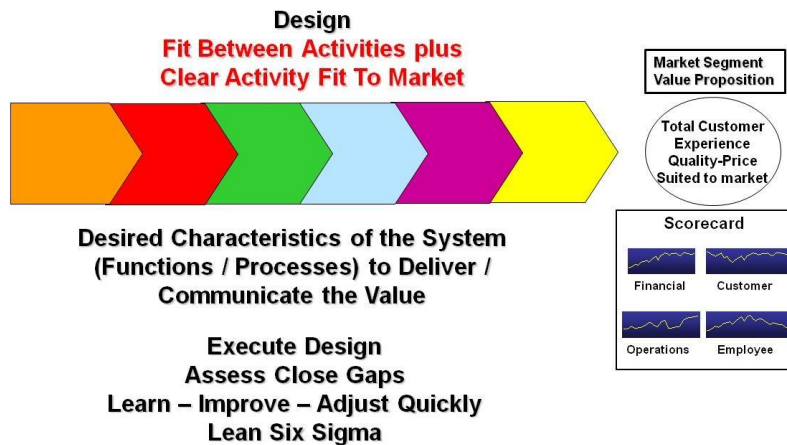 Design
Fit Between Activities plus
Clear Activity Fit To Market
Market Segment
Value Proposition
Total Customer
Experience
Quality-Price
Suited to market
Desired Characteristics of the System
(Functions / Processes) to Deliver /
Communicate the Value
Scorecard
Financial
Customer
Operations
Employee
Execute Design
Assess Close Gaps
Learn – Improve – Adjust Quickly
Lean Six Sigma